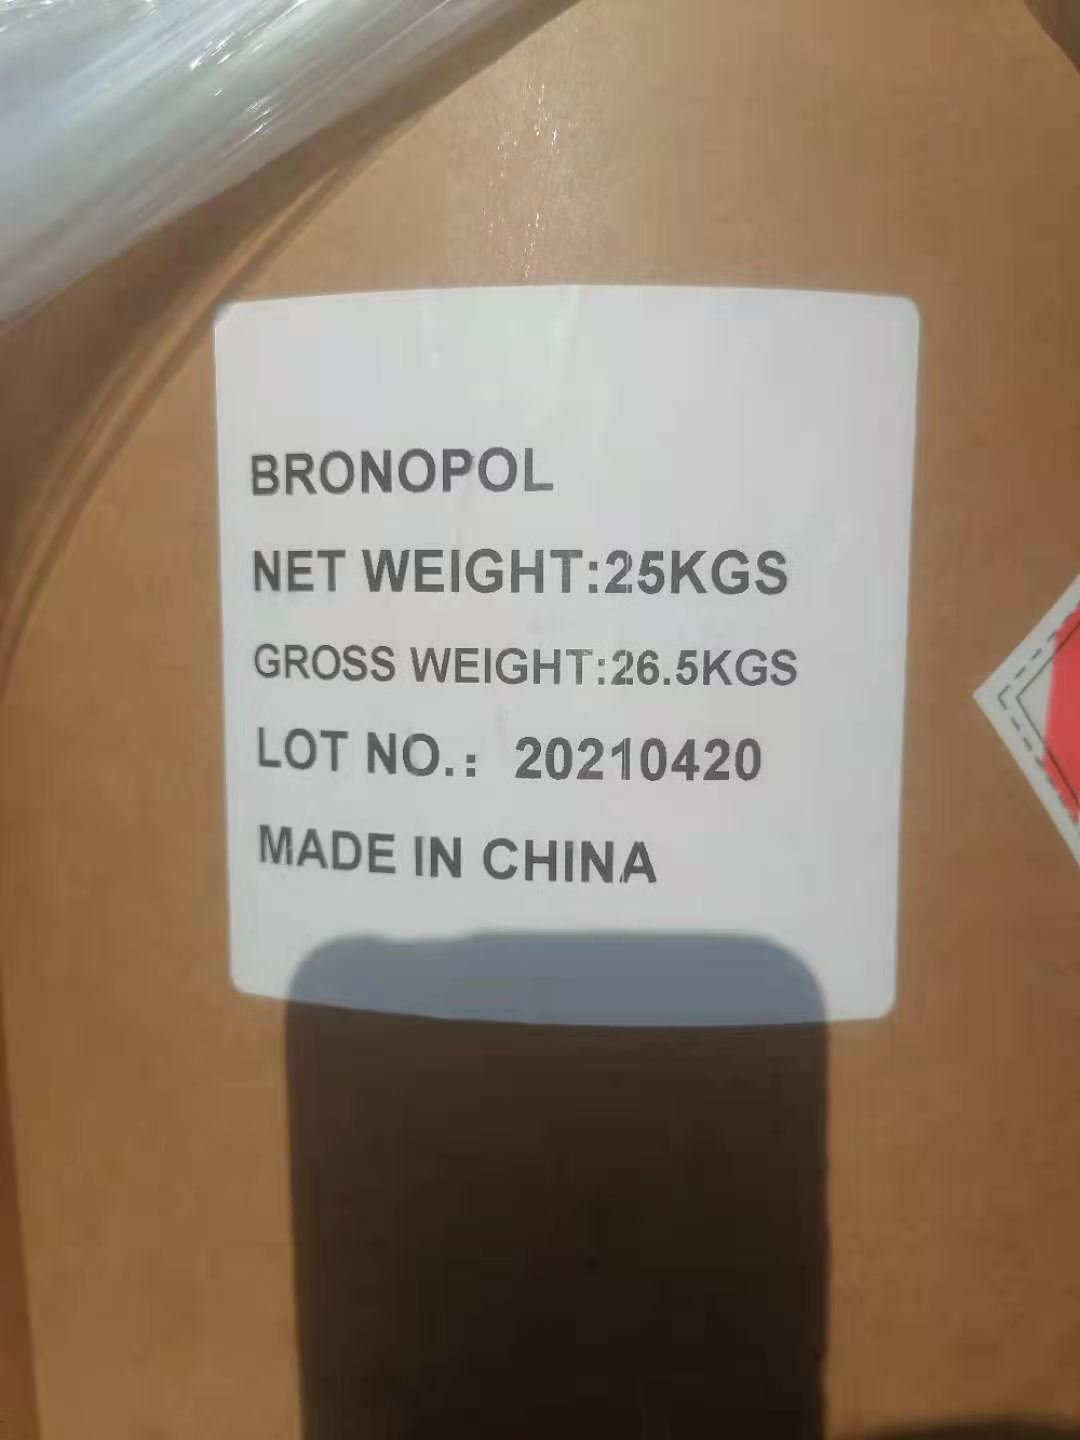 BRONOPOL
NET WEIGHT:25KGS
GROSS WEIGHT:26.5KGS
LOT NO.: 20210420
MADE IN CHINA